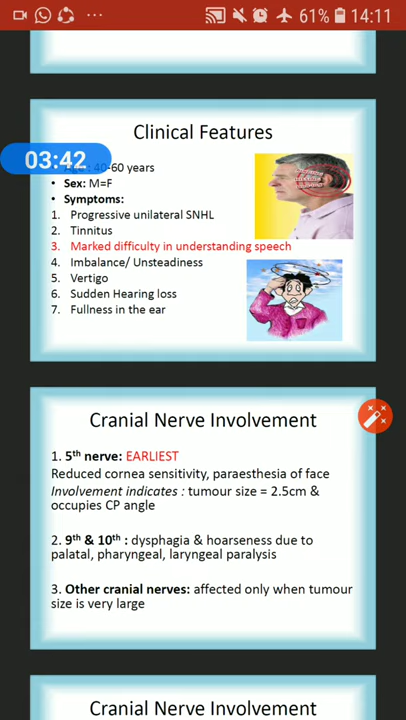 61% 14:11
Clinical Features
03:42
Age : 40-60 years
• Sex: M=F
• Symptoms:
1. Progressive unilateral SNHL
2. Tinnitus
3. Marked difficulty in understanding speech
4. Imbalance/ Unsteadiness
5. Vertigo
6. Sudden Hearing loss
7. Fullness in the ear
Cranial Nerve Involvement
1. 5th nerve: EARLIEST
Reduced cornea sensitivity, paraesthesia of face
Involvement indicates : tumour size = 2.5cm &
occupies CP angle
2. 9th & 10th : dysphagia & hoarseness due to
palatal, pharyngeal, laryngeal paralysis
3. Other cranial nerves: affected only when tumour
size is very large
Cranial Nerve Involvement